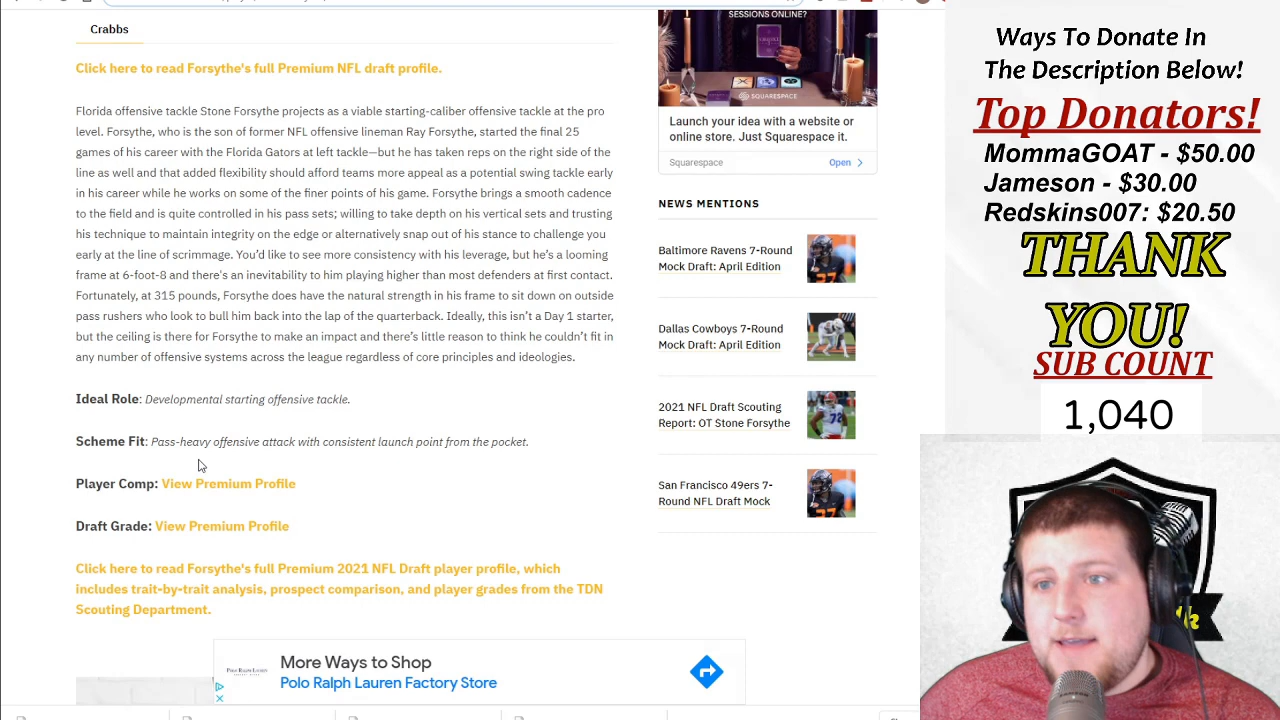 Crabbs
Click here to read Forsythe's full Premium NFL draft profile.
Florida offensive tackle Stone Forsythe projects as a viable starting-caliber offensive tackle at the pro
level. Forsythe, who is the son of former NFL offensive lineman Ray Forsythe, started the final 25
games of his career with the Florida Gators at left tackle—but he has taken reps on the right side of the
line as well and that added flexibility should afford teams more appeal as a potential swing tackle early
in his career while he works on some of the finer points of his game. Forsythe brings a smooth cadence
to the field and is quite controlled in his pass sets; willing to take depth on his vertical sets and trusting
his technique to maintain integrity on the edge or alternatively snap out of his stance to challenge you
early at the line of scrimmage. You'd like to see more consistency with his leverage, but he's a looming
frame at 6-foot-8 and there's an inevitability to him playing higher than most defenders at first contact.
Fortunately, at 315 pounds, Forsythe does have the natural strength in his frame to sit down on outside
pass rushers who look to bull him back into the lap of the quarterback. Ideally, this isn't a Day 1 starter,
but the ceiling is there for Forsythe to make an impact and there's little reason to think he couldn't fit in
any number of offensive systems across the league regardless of core principles and ideologies.
Ideal Role: Developmental starting offensive tackle.
Scheme Fit: Pass-heavy offensive attack with consistent launch point from the pocket.
Player Comp: View Premium Profile
Draft Grade: View Premium Profile
Click here to read Forsythe's full Premium 2021 NFL Draft player profile, which
includes trait-by-trait analysis, prospect comparison, and player grades from the TDN
Scouting Department.
More Ways to Shop
Polo Ralph Lauren Factory Store
SESSIONS ONLINE?
SQUARESPACE
Launch your idea with a website or
online store. Just Squarespace it.
Squarespace
Open
NEWS MENTIONS
Baltimore Ravens 7-Round
Mock Draft: April Edition
Dallas Cowboys 7-Round
Mock Draft: April Edition
2021 NFL Draft Scouting
Report: OT Stone Forsythe
San Francisco 49ers 7-
Round NFL Draft Mock
Ways To Donate In
The Description Below!
Top Donators!
MommaGOAT - $50.00
Jameson - $30.00
Redskins007: $20.50
THANK
YOU!
SUB COUNT
1,040